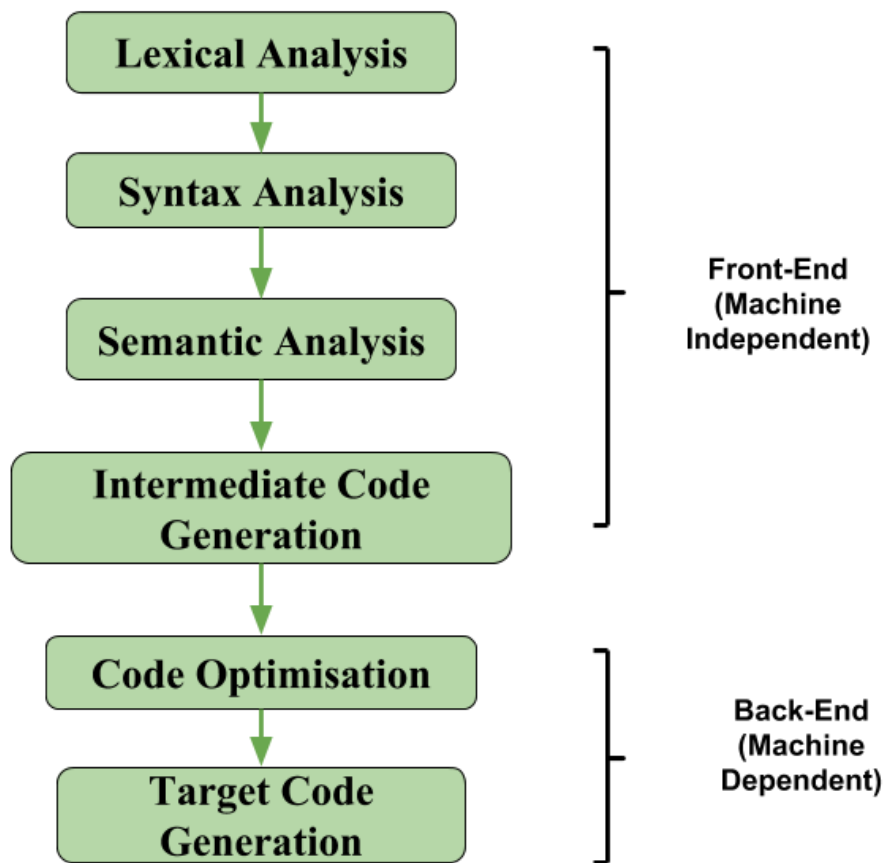 Lexical Analysis
Syntax Analysis
Semantic Analysis
Intermediate Code
Generation
Front-End
(Machine
Independent)
Code Optimisation
Target Code
Generation
Back-End
(Machine
Dependent)